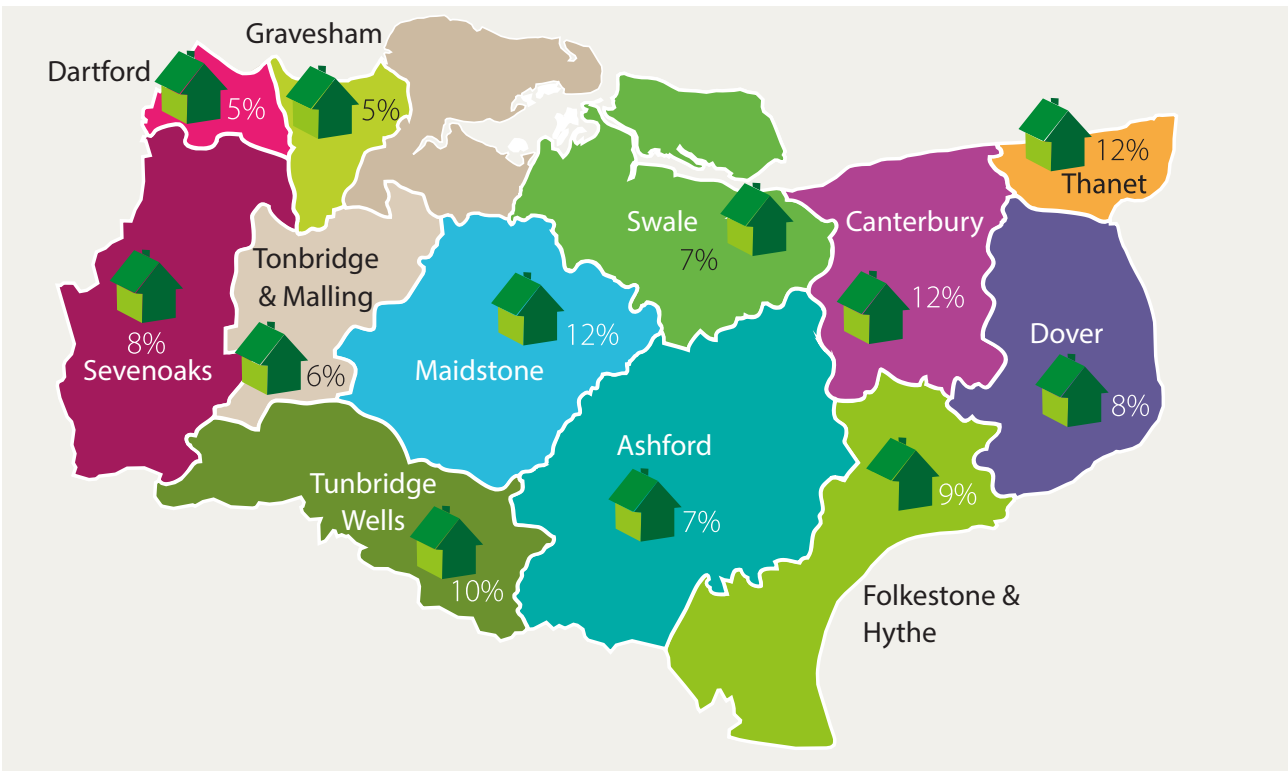 Gravesham
Dartford
5%
5%
12%
Thanet
Swale
7%
Canterbury
12%
Tonbridge
& Malling
6%
8%
Sevenoaks
12%
Maidstone
Dover
8%
Ashford
7%
9%
Tunbridge
Wells
10%
Folkestone &
Hythe